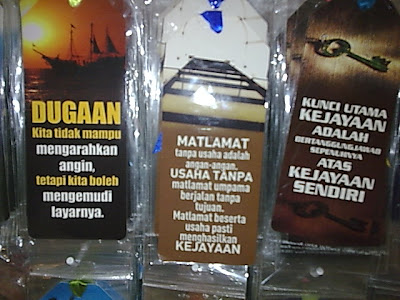 DUGAAN
Kita tidak mampu
mengarahkan
angin,
tetapi kita boleh
mengemudi
layarnya.
MATLAMAT
tanpa usaha adalah
angan-angan.
USAHA TANPA
matlamat umpama
berjalan tanpa
tujuan.
Matlamat beserta
usaha pasti
menghasilkan
KEJAYAAN
KUNCI UTAMA
KEJAYAAN
ADALAH
BERTANGGUNGJAWAB
SEPENUHNYA
ATAS
KEJAYAAN
SENDIRI